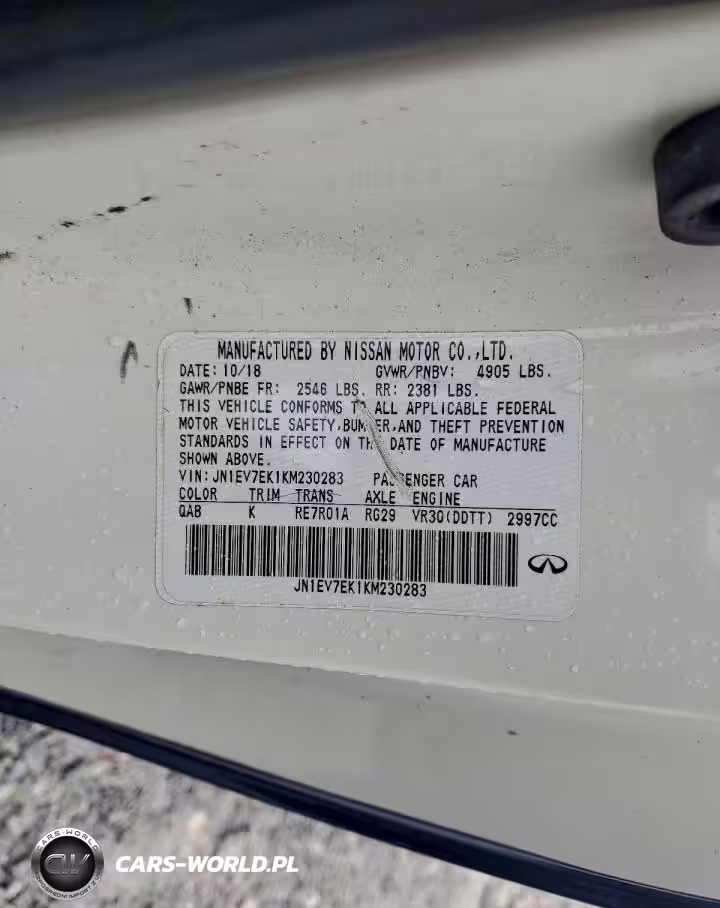 MANUFACTURED BY NISSAN MOTOR CO.,LTD.
DATE: 10/18 GVWR/PNBV: 4905 LBS.
GAWR/PNBE FR: 2546 LBS. RR: 2381 LBS.
THIS VEHICLE CONFORMS TO ALL APPLICABLE FEDERAL
MOTOR VEHICLE SAFETY,BUMPER,AND THEFT PREVENTION
STANDARDS IN EFFECT ON THE DATE OF MANUFACTURE
SHOWN ABOVE.
VIN: JN1EV7EK1KM230283 PASSENGER CAR
COLOR TRIM TRANS AXLE ENGINE
QAB K RE7R01A RG29 VR30(DDTT) 2997CC
JN1EV7EK1KM230283
CARS-WORLD
CW
CARS-WORLD.PL